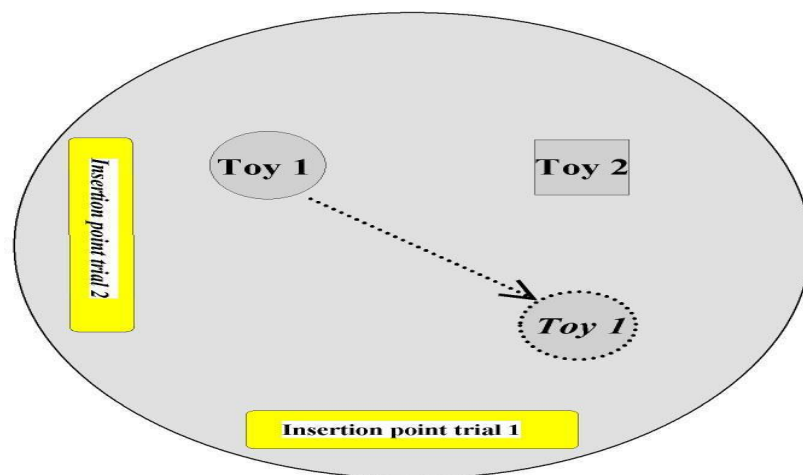 Toy 1
Toy 2
Insertion point trial 2
Toy 1
Insertion point trial 1